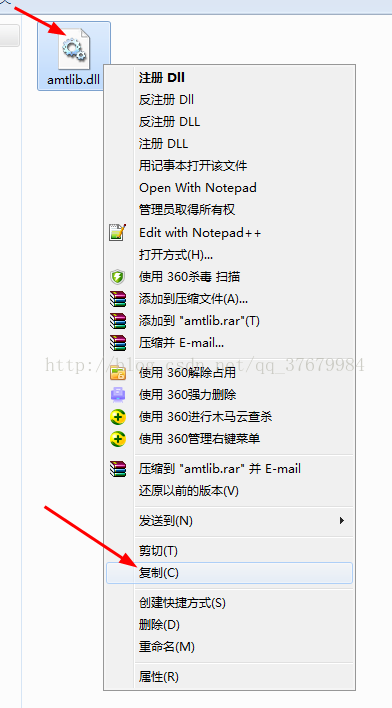 amtlib.dll
注册 Dll
反注册 Dll
反注册 DLL
注册 DLL
用记事本打开该文件
Open With Notepad
管理员取得所有权
Edit with Notepad++
打开方式(H)...
使用 360杀毒 扫描
添加到压缩文件(A)...
添加到 "amtlib.rar"(T)
压缩并 E-mail...
http://blog.csdn.net/qq_37679984
使用 360解除占用
使用 360强力删除
使用 360进行木马云查杀
使用 360管理右键菜单
压缩到 "amtlib.rar" 并 E-mail
还原以前的版本(V)
发送到(N)
剪切(T)
复制(C)
创建快捷方式(S)
删除(D)
重命名(M)
属性(R)